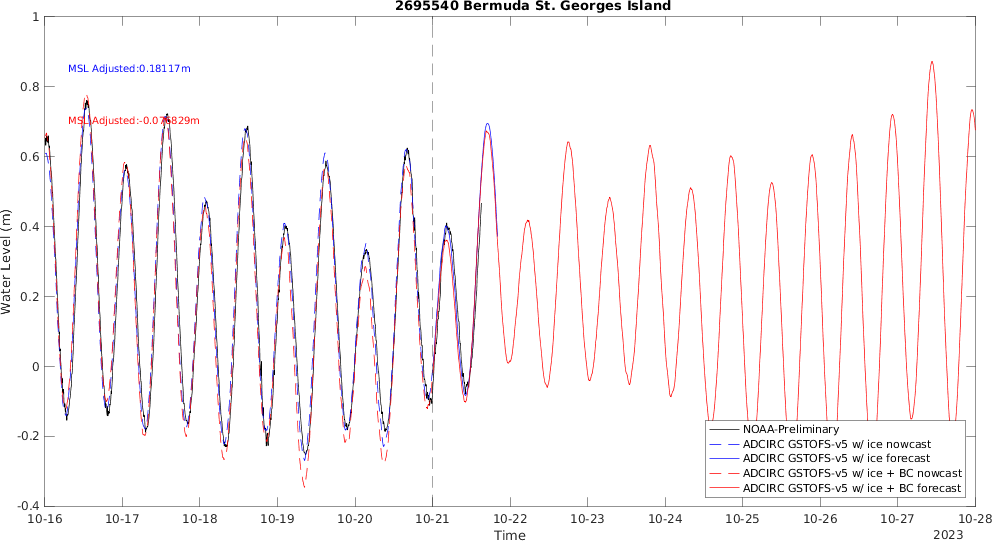 2695540 Bermuda St. Georges Island
1
0.8
0.6
0.4
0.2
0
-0.2
-0.4
Water Level (m)
MSL Adjusted:0.18117m
MSL Adjusted:-0.076829m
NOAA-Preliminary
ADCIRC GSTOFS-v5 w/ ice nowcast
ADCIRC GSTOFS-v5 w/ ice forecast
ADCIRC GSTOFS-v5 w/ ice + BC nowcast
ADCIRC GSTOFS-v5 w/ ice + BC forecast
10-16 10-17 10-18 10-19 10-20 10-21 10-22 10-23 10-24 10-25 10-26 10-27 10-28
Time
2023